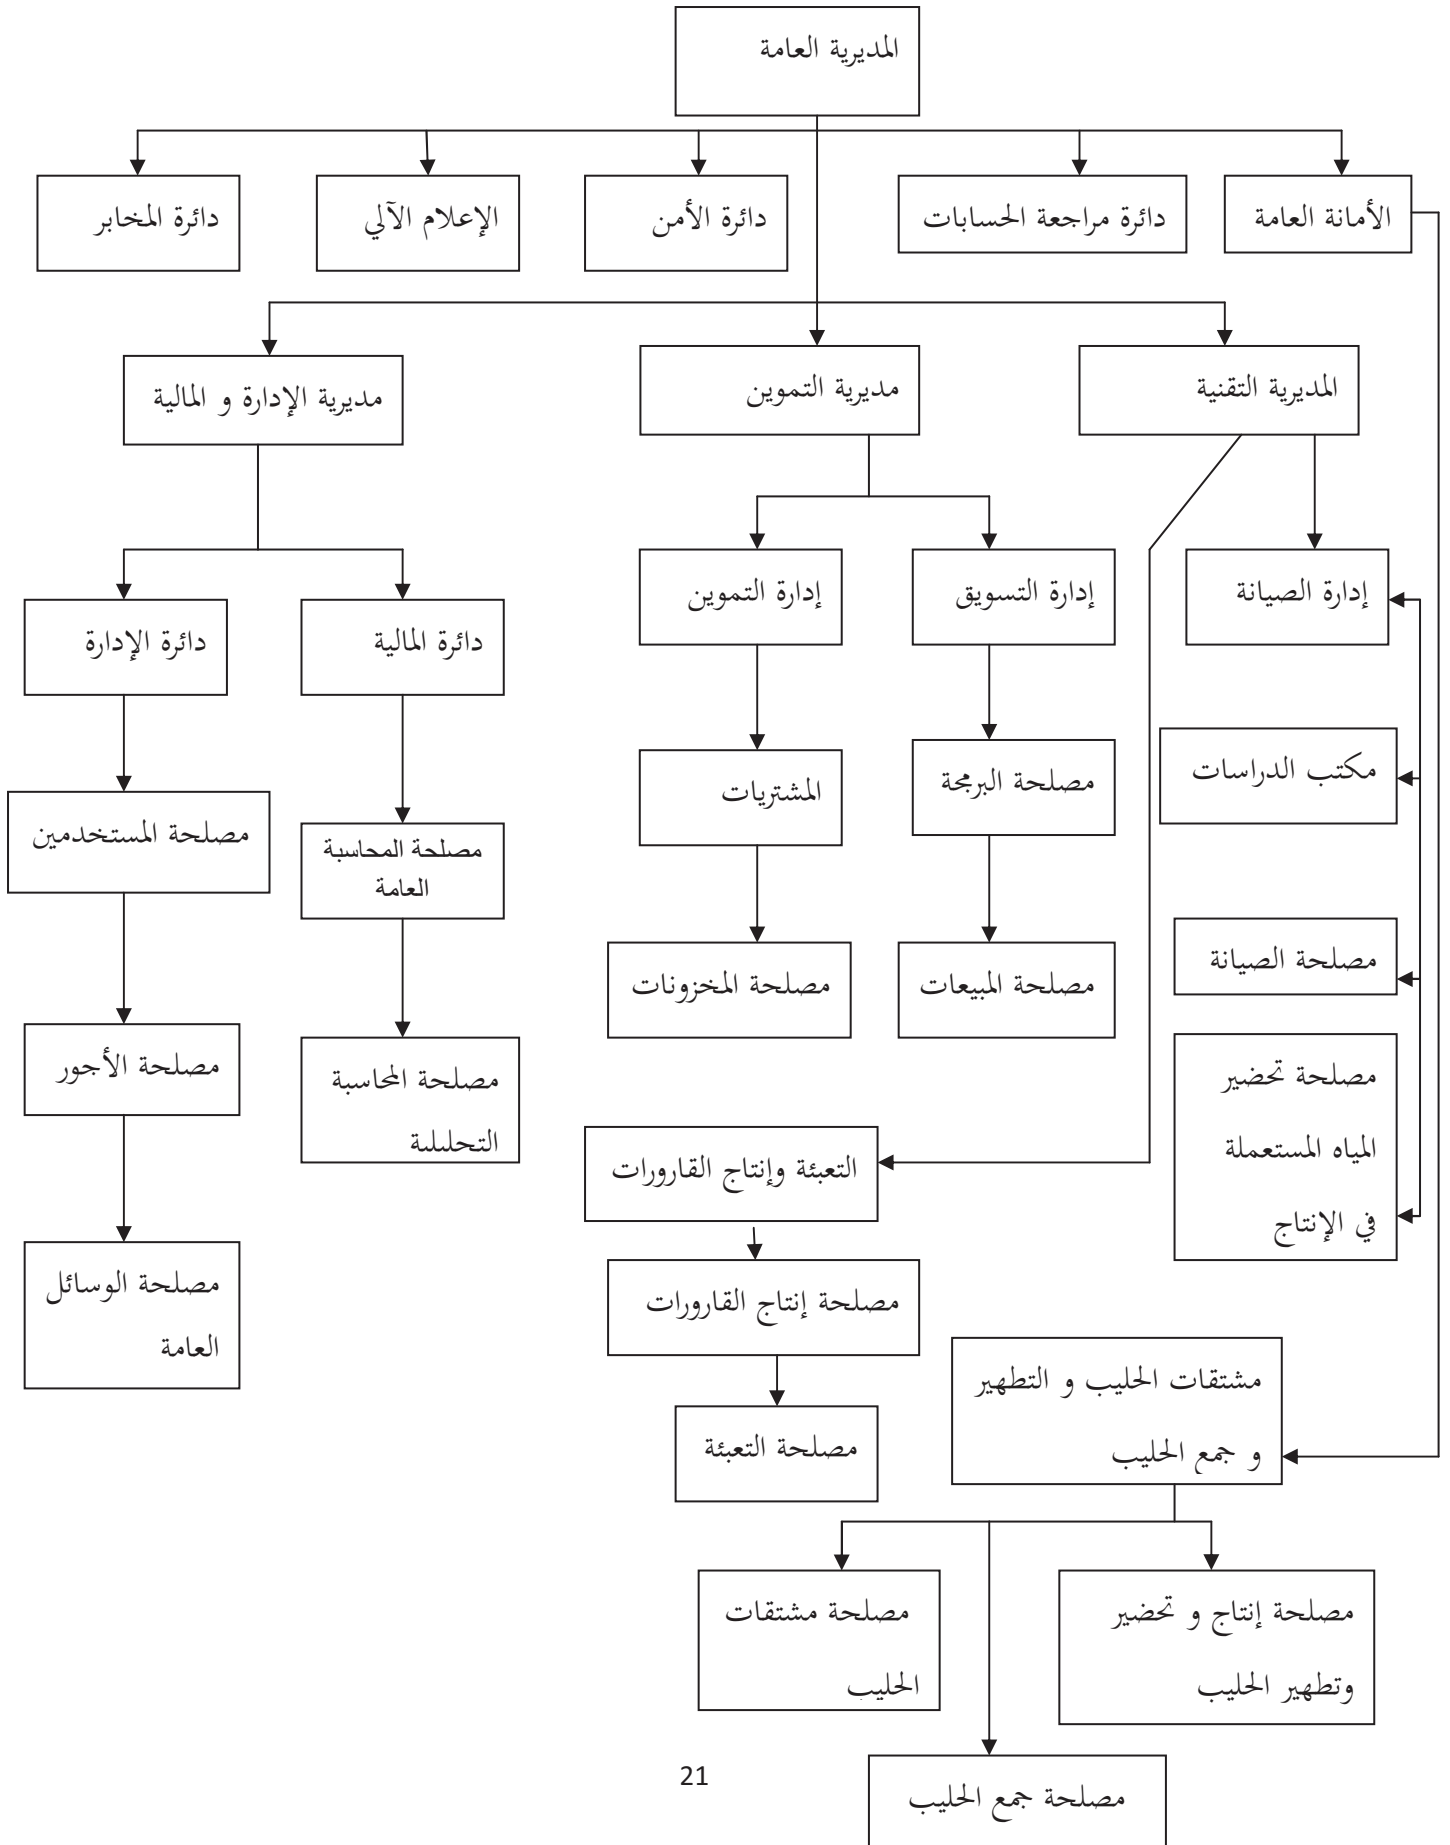 المديرية العامة
الأمانة العامة
دائرة مراجعة الحسابات
دائرة الأمن
الإعلام الآلي
دائرة المخابر
المديرية التقنية
مديرية التموين
مديرية الإدارة و المالية
إدارة الصيانة
إدارة التسويق
إدارة التموين
دائرة المالية
دائرة الإدارة
مكتب الدراسات
مصلحة البرمجة
المشتريات
مصلحة المحاسبة
العامة
مصلحة المستخدمين
مصلحة الصيانة
مصلحة المبيعات
مصلحة المخزونات
مصلحة المحاسبة
التحليلية
مصلحة الأجور
مصلحة تحضير
المياه المستعملة
في الإنتاج
التعبئة وإنتاج القارورات
مصلحة الوسائل
العامة
مصلحة إنتاج القارورات
مشتقات الحليب و التطهير
و جمع الحليب
مصلحة التعبئة
مصلحة إنتاج و تحضير
وتطهير الحليب
مصلحة مشتقات
الحليب
مصلحة جمع الحليب
21